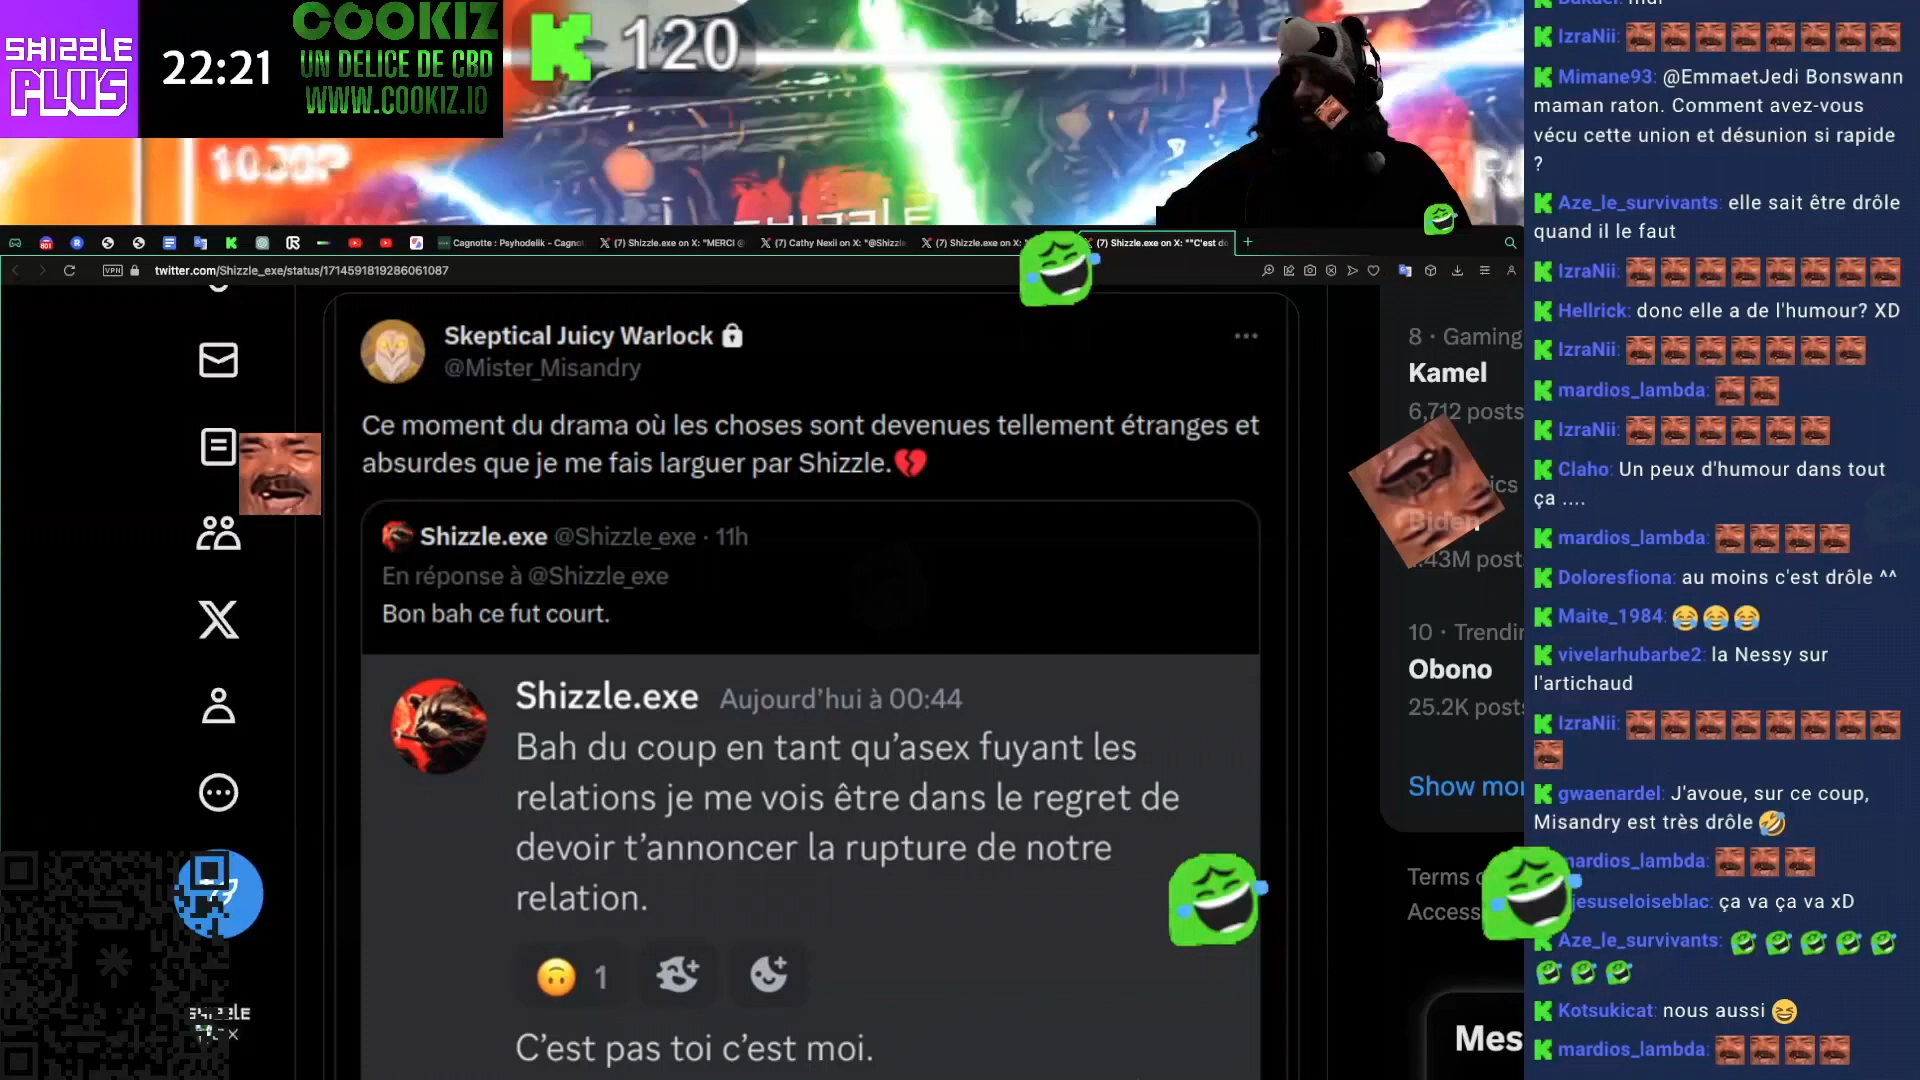 SHIZZLE
PLUS
22:21
COOKIZ
UN DELICE DE CBD
WWW.COOKIZ.IO
120
1080P
SHIZZLE
Cagnotte : Psyhodelik - Cagnot
(7) Shizzle.exe on X: "MERCI @
(7) Cathy Nexii on X: "@Shizzle
(7) Shizzle.exe on X:
(7) Shizzle.exe on X: ""C'est do
VPN
twitter.com/Shizzle_exe/status/1714591819286061087
Skeptical Juicy Warlock
@Mister_Misandry
Ce moment du drama où les choses sont devenues tellement étranges et
absurdes que je me fais larguer par Shizzle.💔
Shizzle.exe @Shizzle_exe · 11h
En réponse à @Shizzle_exe
Bon bah ce fut court.
Shizzle.exe Aujourd'hui à 00:44
Bah du coup en tant qu'asex fuyant les
relations je me vois être dans le regret de
devoir t'annoncer la rupture de notre
relation.
🙃 1
C'est pas toi c'est moi.
8 · Gaming
Kamel
6,712 posts
Biden
.43M post
10 · Trendin
Obono
25.2K posts
Show mor
Terms
Access
Mes
SHIZZLE
IzraNii:
Mimane93: @EmmaetJedi Bonswann
maman raton. Comment avez-vous
vécu cette union et désunion si rapide
?
Aze_le_survivants: elle sait être drôle
quand il le faut
IzraNii:
Hellrick: donc elle a de l'humour? XD
IzraNii:
mardios_lambda:
IzraNii:
Claho: Un peux d'humour dans tout
ça ....
mardios_lambda:
Doloresfiona: au moins c'est drôle ^^
Maite_1984: 😂😂😂
vivelarhubarbe2: la Nessy sur
l'artichaud
IzraNii:
gwaenardel: J'avoue, sur ce coup,
Misandry est très drôle 🤣
mardios_lambda:
jesuseloiseblac: ça va ça va xD
Aze_le_survivants:
Kotsukicat: nous aussi 😆
mardios_lambda: